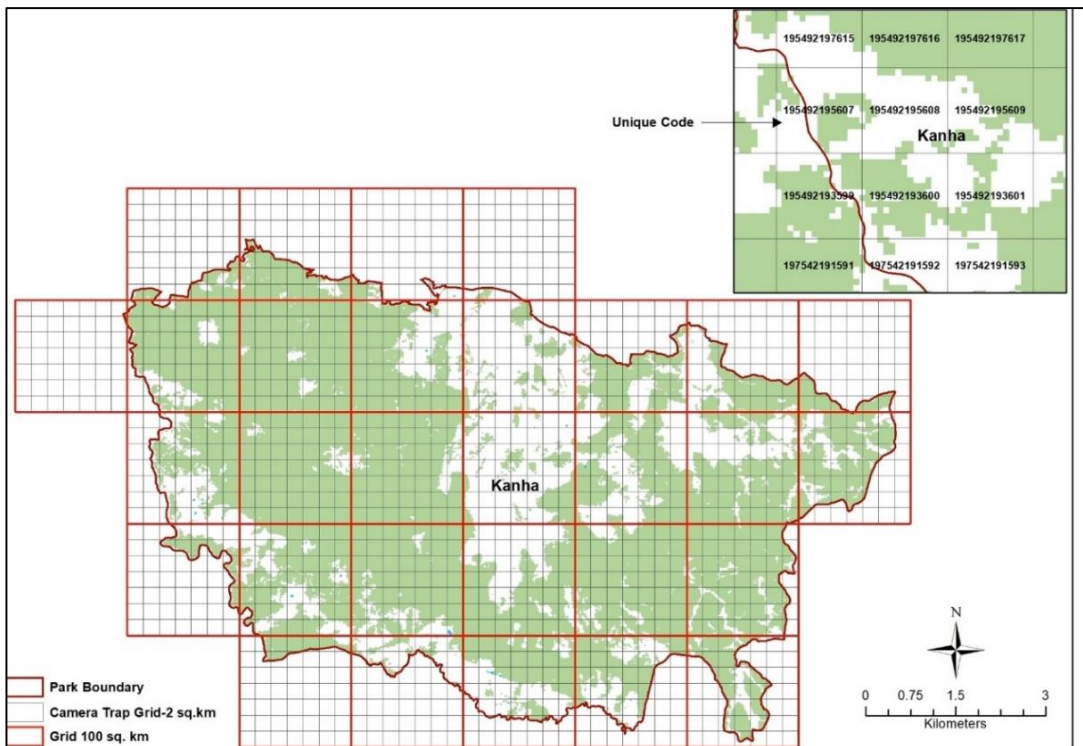 195492197615 195492197616 195492197617
Unique Code
195492195607 195492195608 195492195609
Kanha
195492193599 195492193600 195492193601
197542191591 197542191592 197542191593
Kanha
N
Park Boundary
Camera Trap Grid-2 sq.km
Grid 100 sq. km
0 0.75 1.5 3
Kilometers